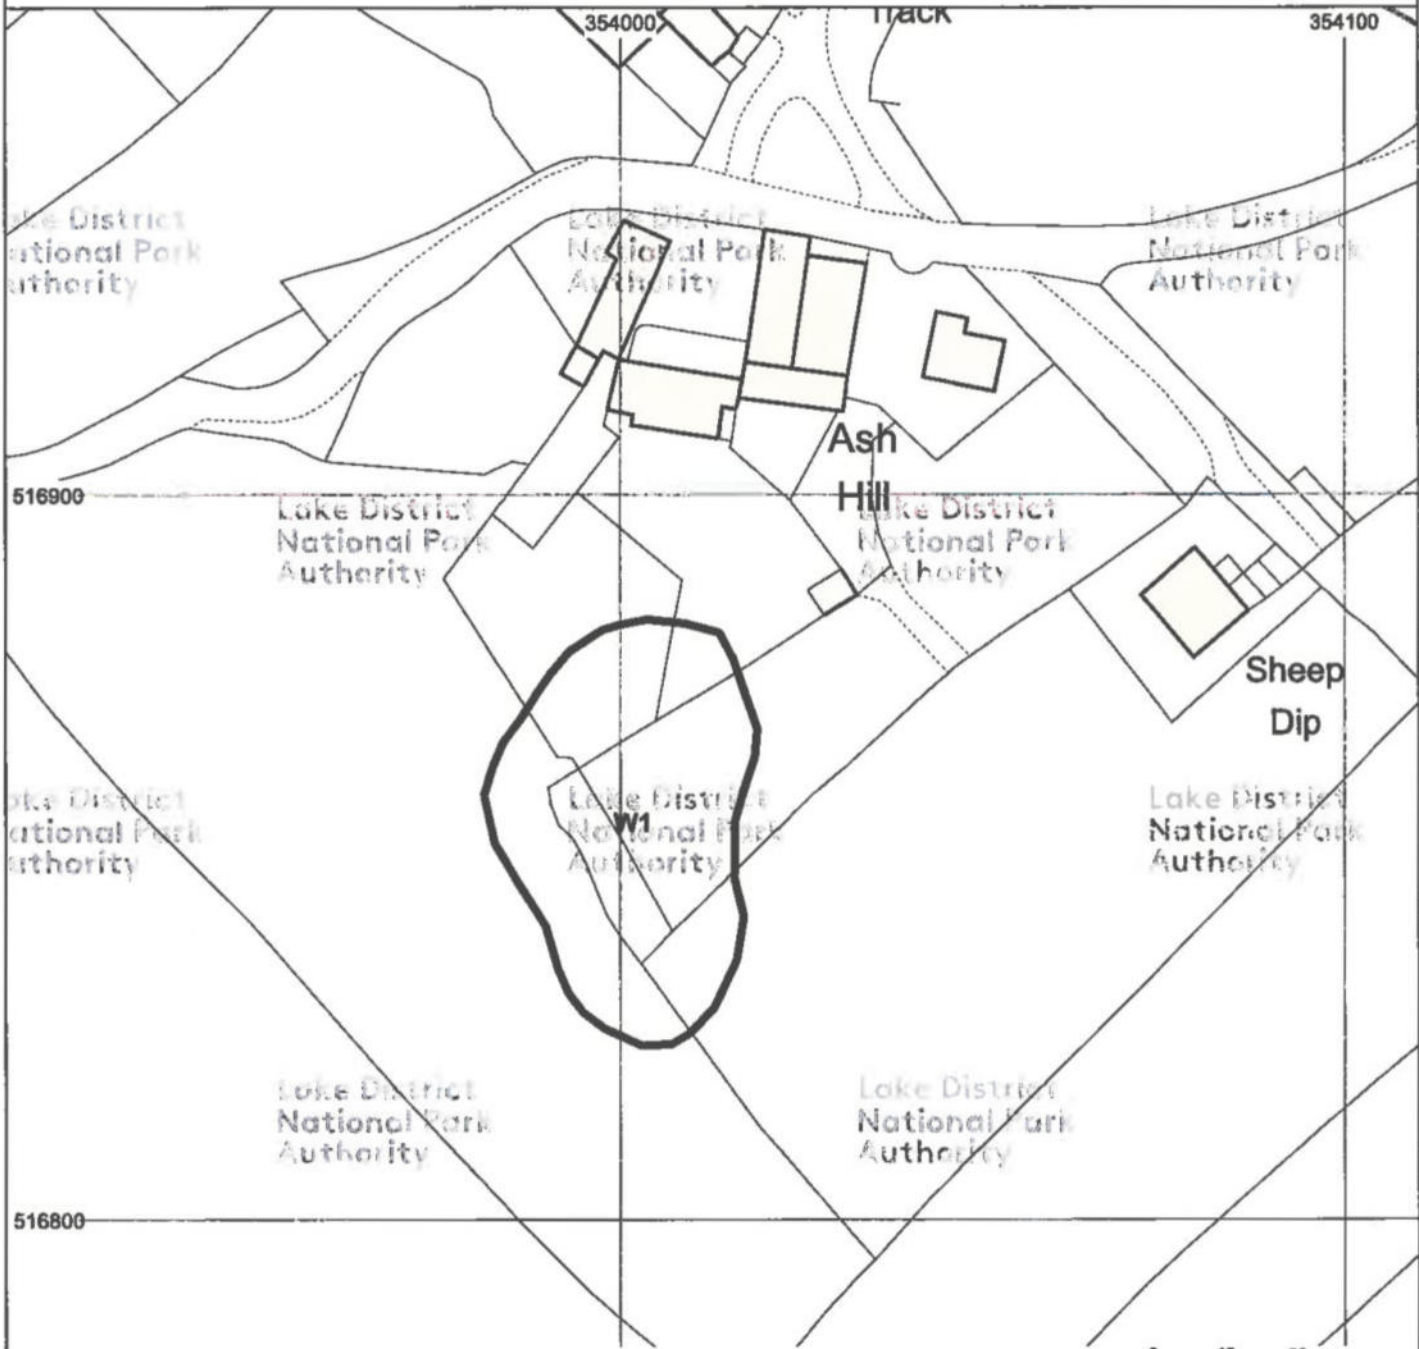 Track
354000
354100
Lake District
National Park
Authority
Lake District
National Park
Authority
Lake District
National Park
Authority
Ash
Hill
516900
Lake District
National Park
Authority
Lake District
National Park
Authority
Sheep
Dip
Lake District
National Park
Authority
Lake District
National Park
Authority
W1
Lake District
National Park
Authority
Lake District
National Park
Authority
Lake District
National Park
Authority
516800